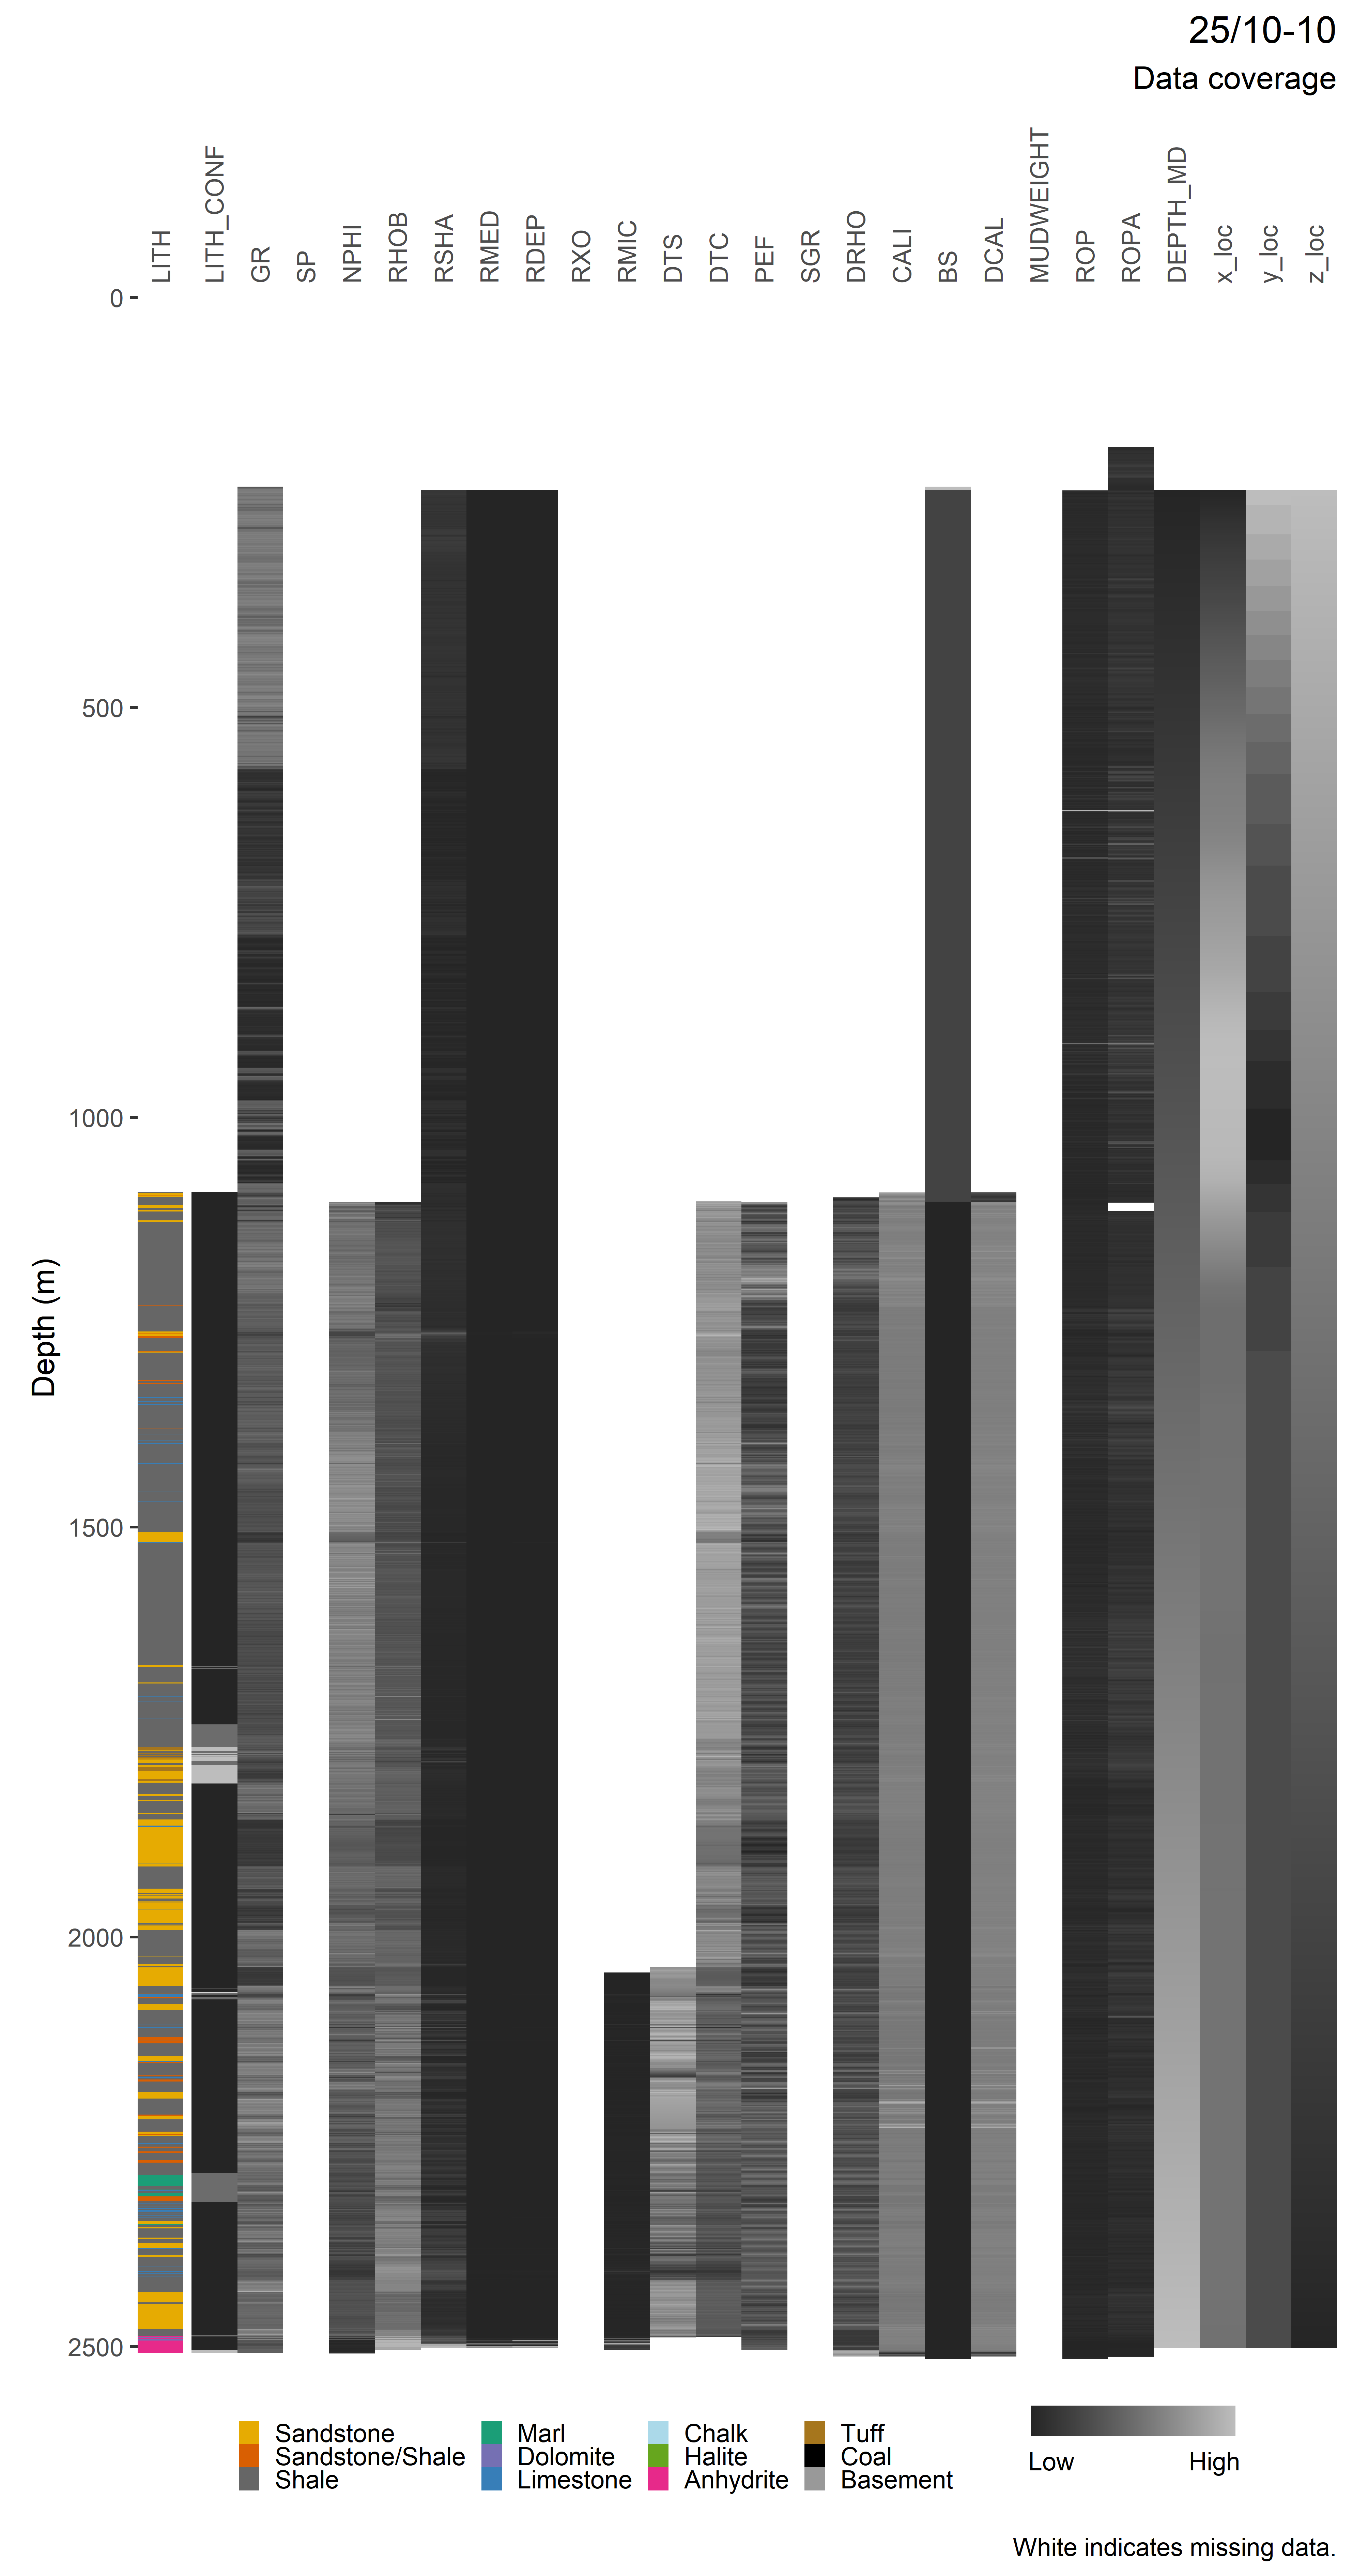 25/10-10
Data coverage
LITH
LITH_CONF
GR
SP
NPHI
RHOB
RSHA
RMED
RDEP
RXO
RMIC
DTS
DTC
PEF
SGR
DRHO
CALI
BS
DCAL
MUDWEIGHT
ROP
ROPA
DEPTH_MD
x_loc
y_loc
z_loc
0
500
1000
Depth (m)
1500
2000
2500
Sandstone
Sandstone/Shale
Shale
Marl
Dolomite
Limestone
Chalk
Halite
Anhydrite
Tuff
Coal
Basement
Low High
White indicates missing data.